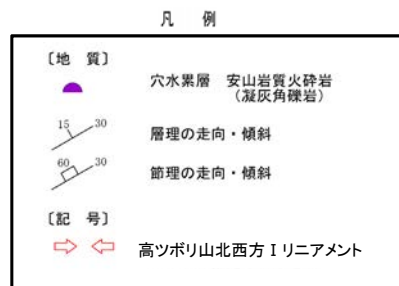 凡 例
〔地 質〕
穴水累層 安山岩質火砕岩
（凝灰角礫岩）
15 30
層理の走向・傾斜
60 30
節理の走向・傾斜
〔記 号〕
高ツボリ山北西方Ⅰリニアメント